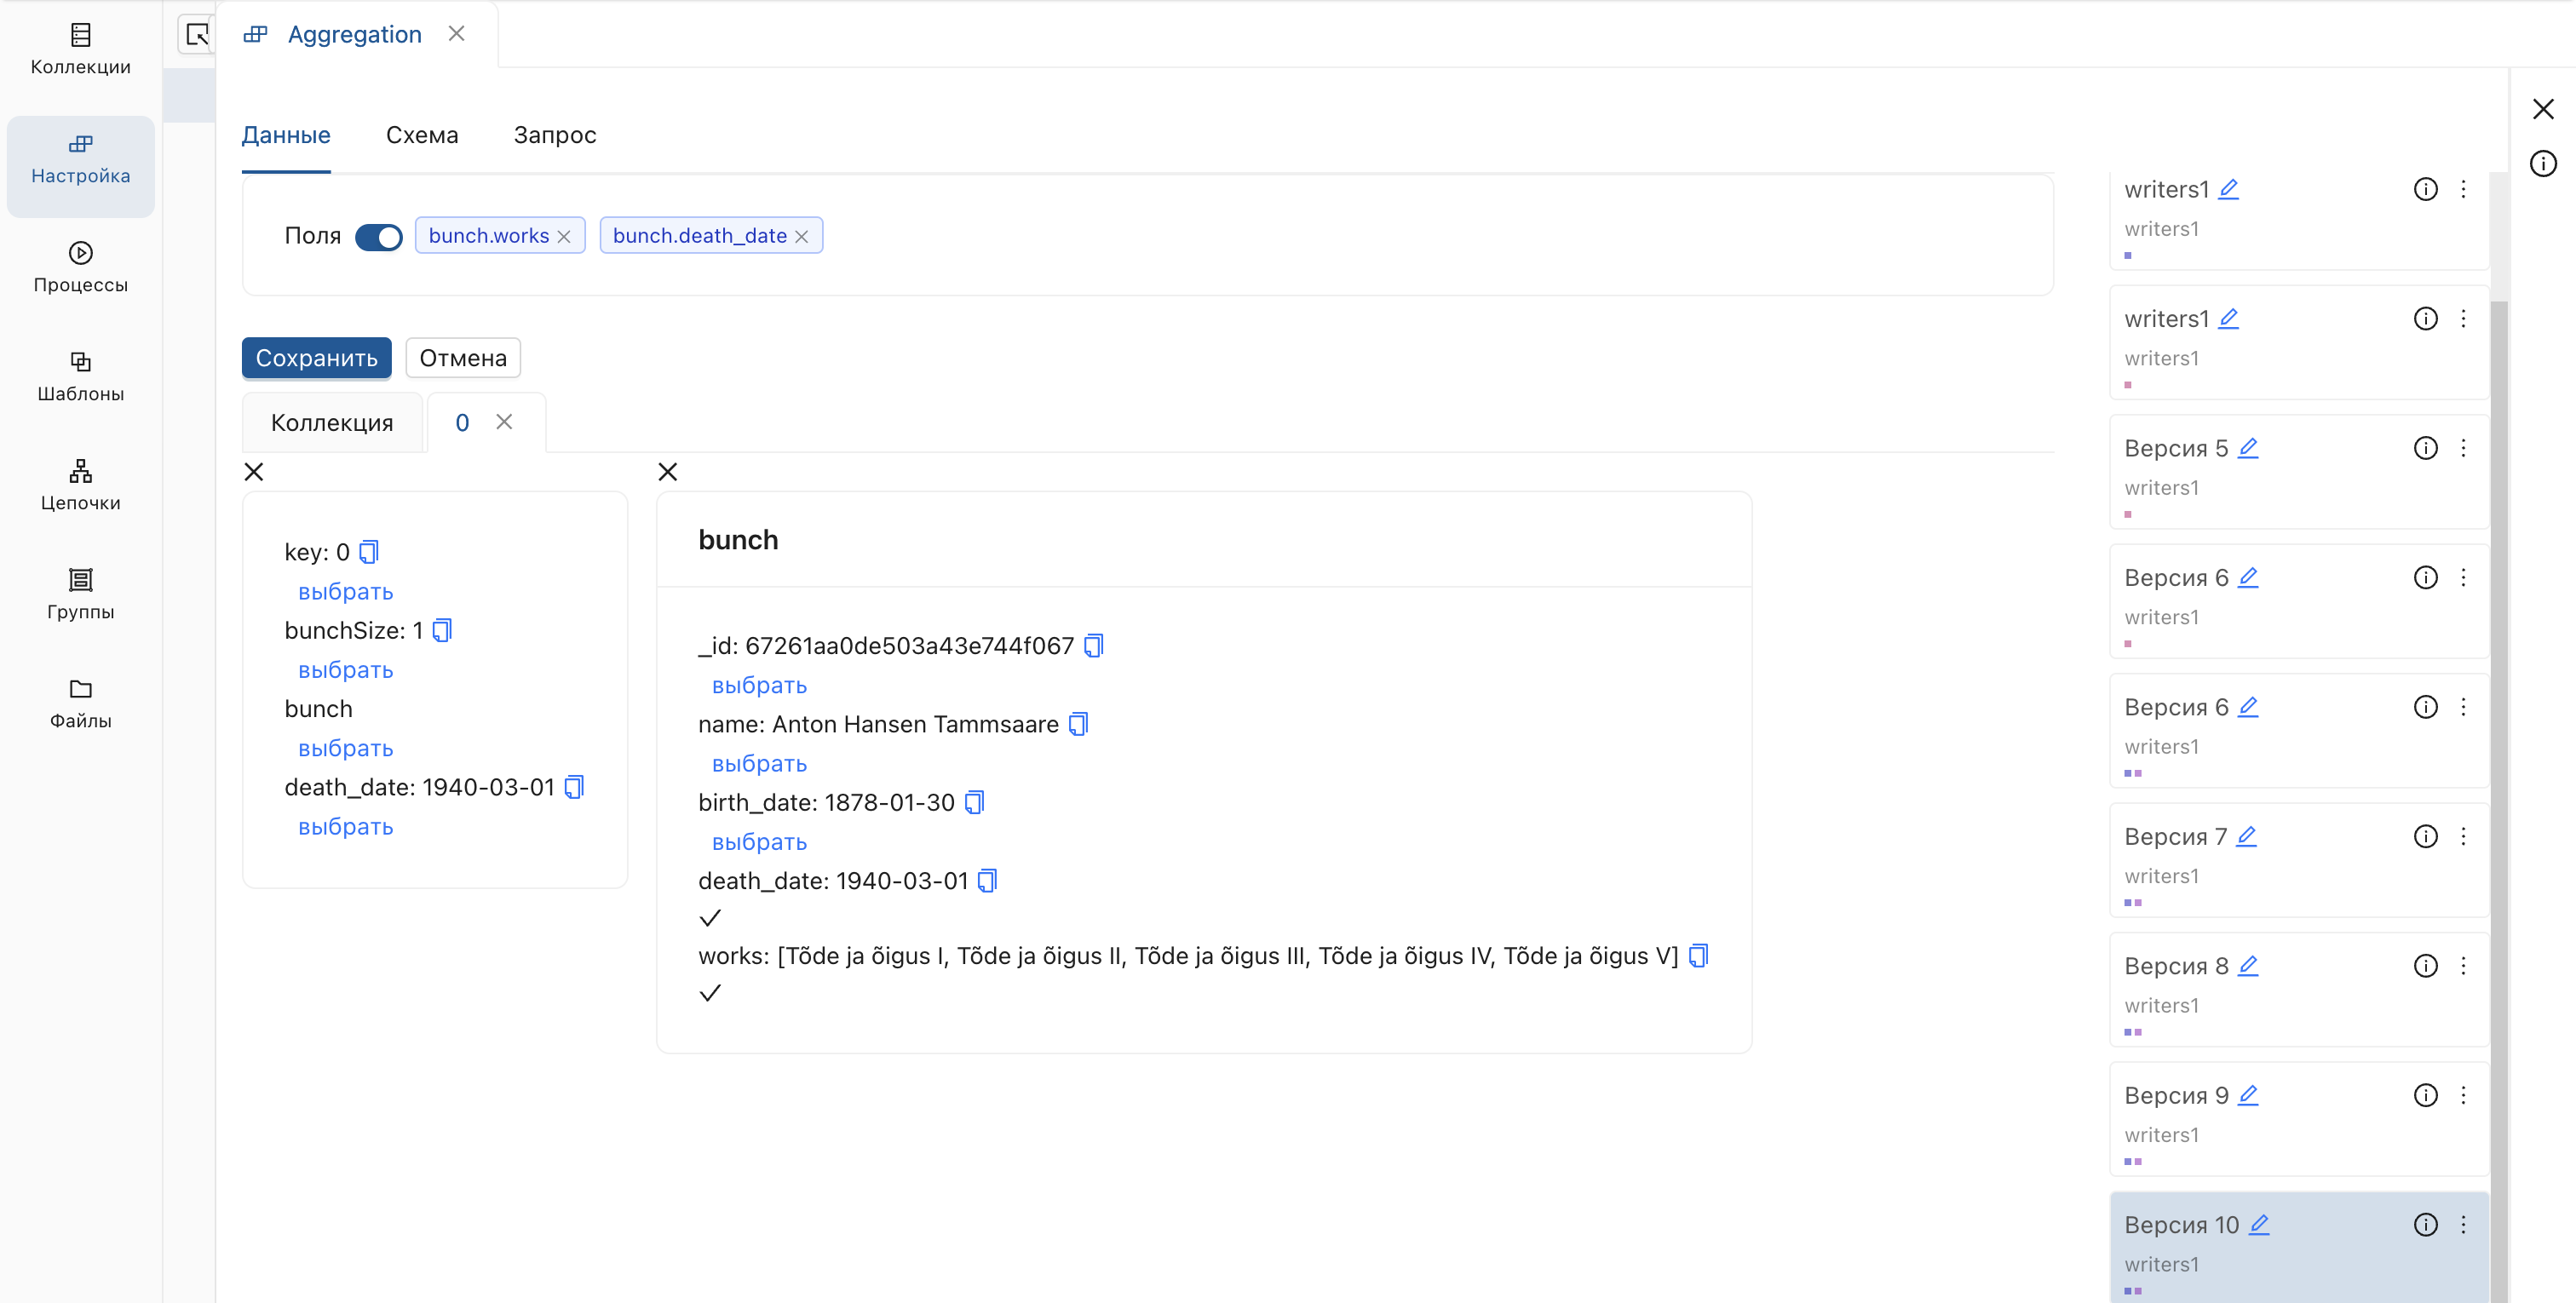 Коллекции
Настройка
Процессы
Шаблоны
Цепочки
Группы
Файлы
Aggregation
Данные Схема Запрос
Поля bunch.works bunch.death_date
Сохранить Отмена
Коллекция 0
key: 0
выбрать
bunchSize: 1
выбрать
bunch
выбрать
death_date: 1940-03-01
выбрать
bunch
_id: 67261aa0de503a43e744f067
выбрать
name: Anton Hansen Tammsaare
выбрать
birth_date: 1878-01-30
выбрать
death_date: 1940-03-01
works: [Tõde ja õigus I, Tõde ja õigus II, Tõde ja õigus III, Tõde ja õigus IV, Tõde ja õigus V]
writers1
writers1
writers1
writers1
Версия 5
writers1
Версия 6
writers1
Версия 6
writers1
Версия 7
writers1
Версия 8
writers1
Версия 9
writers1
Версия 10
writers1